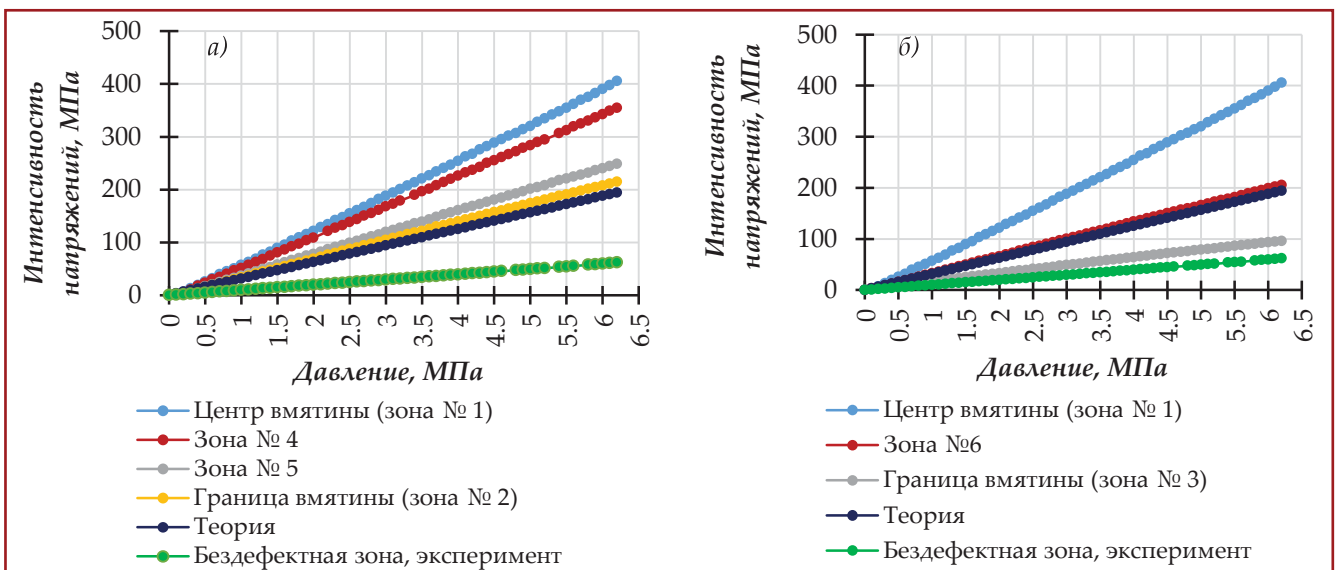 а)
Интенсивность
напряжений, МПа
500
400
300
200
100
0
0
0.5
1
1.5
2
2.5
3
3.5
4
4.5
5
5.5
6
6.5
Давление, МПа
Центр вмятины (зона № 1)
Зона № 4
Зона № 5
Граница вмятины (зона № 2)
Теория
Бездефектная зона, эксперимент
б)
Интенсивность
напряжений, МПа
500
400
300
200
100
0
0
0.5
1
1.5
2
2.5
3
3.5
4
4.5
5
5.5
6
6.5
Давление, МПа
Центр вмятины (зона № 1)
Зона №6
Граница вмятины (зона № 3)
Теория
Бездефектная зона, эксперимент